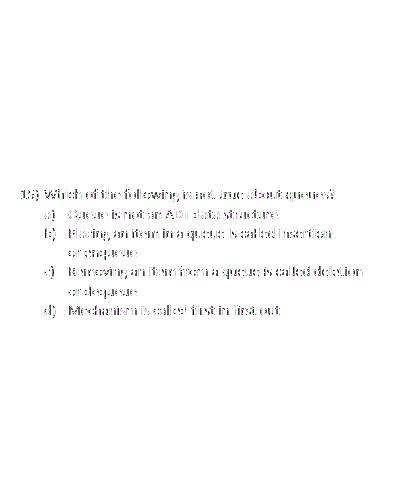 Which of the following is not true about queues?
a) Queue is not an ADT data structure
b) Placing an item in a queue is called insertion
or enqueue
c) Removing an item from a queue is called deletion
or dequeue
d) Mechanism is called first in first out